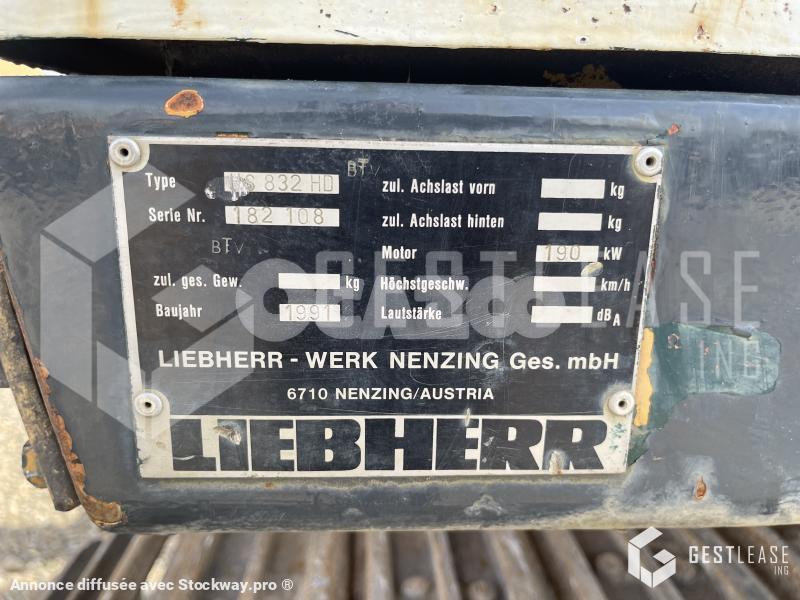 BTV
Type HS 832 HD zul. Achslast vorn kg
Serie Nr. 182 108 zul. Achslast hinten kg
BTV
Motor 190 kW
zul. ges. Gew. kg Höchstgeschw. km/h
Baujahr 1991 Lautstärke dBA
LIEBHERR - WERK NENZING Ges. mbH
6710 NENZING/AUSTRIA
LIEBHERR
GESTLEASE
ING
GESTLEASE
ING
Annonce diffusée avec Stockway.pro ®